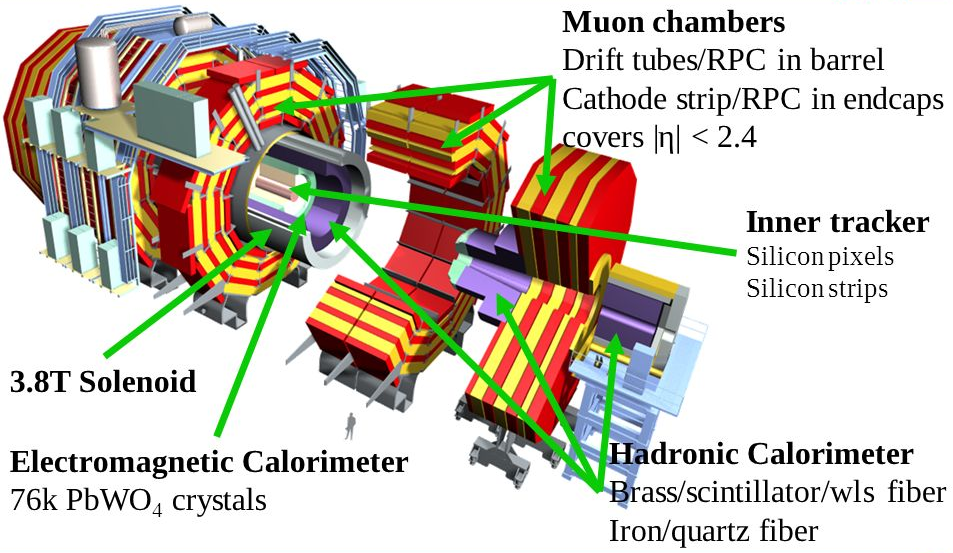 Muon chambers
Drift tubes/RPC in barrel
Cathode strip/RPC in endcaps
covers |η| < 2.4
Inner tracker
Silicon pixels
Silicon strips
3.8T Solenoid
Electromagnetic Calorimeter
76k PbWO₄ crystals
Hadronic Calorimeter
Brass/scintillator/wls fiber
Iron/quartz fiber